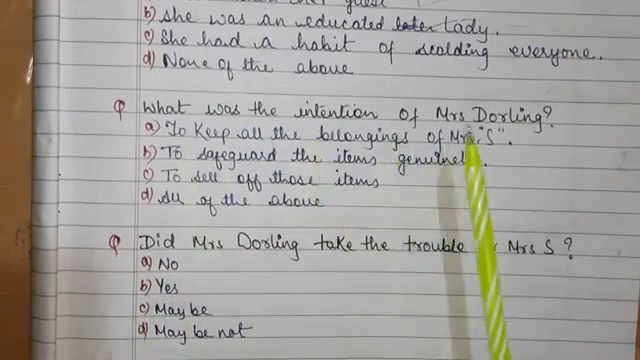 guest
b) She was an educated lady.
c) She had a habit of scolding everyone.
d) None of the above
Q What was the intention of Mrs Dorling?
a) To Keep all the belongings of Mrs "S".
b) To safeguard the items
c) To sell off those items
d) All of the above
Q Did Mrs Dorling take the trouble Mrs S?
a) No
b) Yes
c) May be
d) May be not